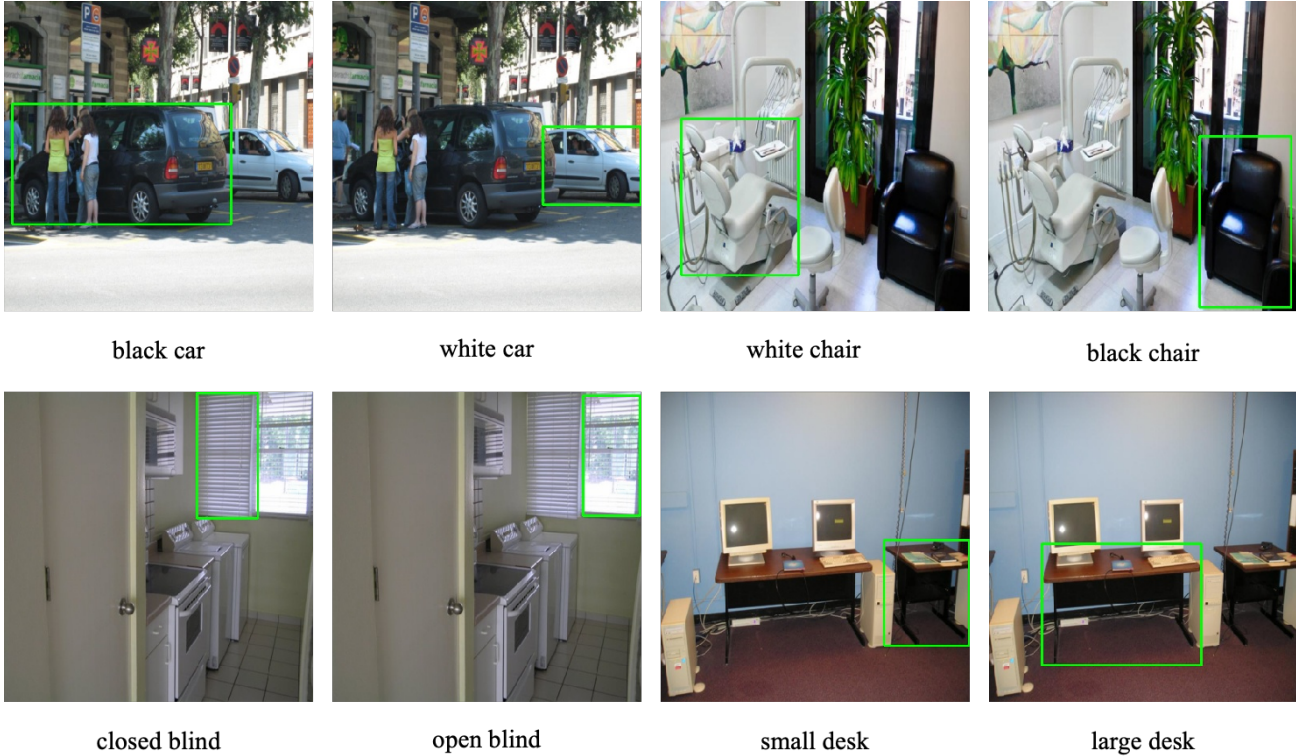 black car
white car
white chair
black chair
closed blind
open blind
small desk
large desk